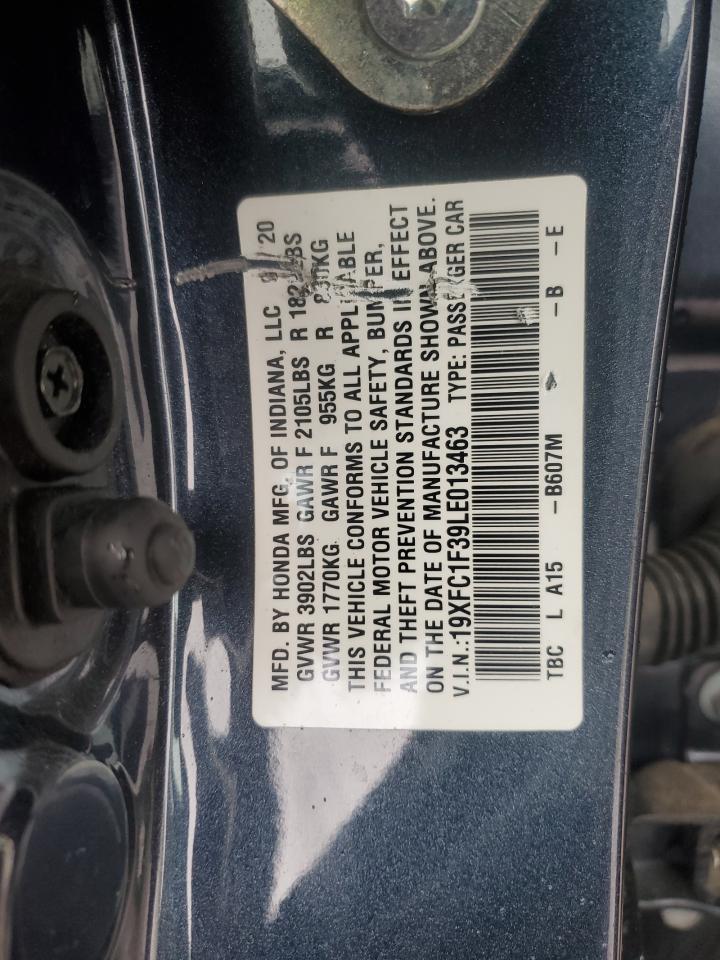 MFD. BY HONDA MFG. OF INDIANA, LLC 20
GVWR 3902LBS GAWR F 2105LBS R
GVWR 1770KG GAWR F 955KG R
THIS VEHICLE CONFORMS TO ALL APPLICABLE
FEDERAL MOTOR VEHICLE SAFETY, BUMPER,
AND THEFT PREVENTION STANDARDS IN EFFECT
ON THE DATE OF MANUFACTURE SHOWN ABOVE.
V.I.N.:19XFC1F39LE013463 TYPE: PASSENGER CAR
TBC L A15 -B607M -B -E